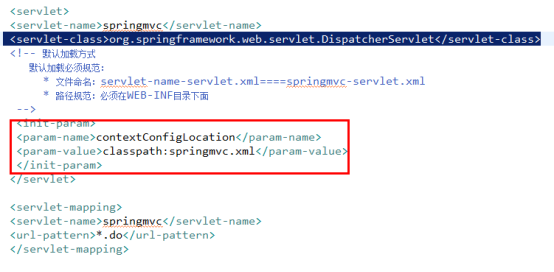 <servlet>
<servlet-name>springmvc</servlet-name>
<servlet-class>org.springframework.web.servlet.DispatcherServlet</servlet-class>
<!-- 默认加载方式
默认加载必须规范:
* 文件命名：servlet-name-servlet.xml====springmvc-servlet.xml
* 路径规范：必须在WEB-INF目录下面
-->
<init-param>
<param-name>contextConfigLocation</param-name>
<param-value>classpath:springmvc.xml</param-value>
</init-param>
</servlet>
<servlet-mapping>
<servlet-name>springmvc</servlet-name>
<url-pattern>*.do</url-pattern>
</servlet-mapping>